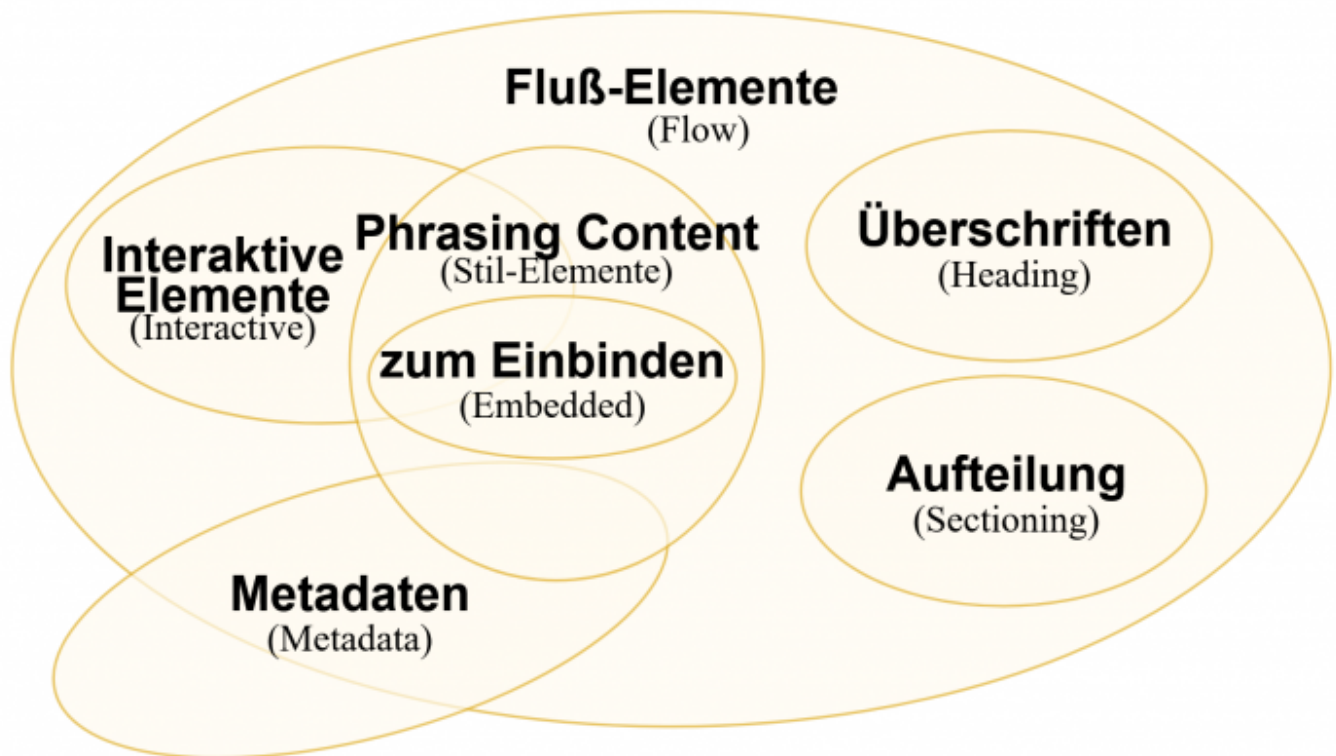 Fluß-Elemente
(Flow)
Interaktive
Elemente
(Interactive)
Phrasing Content
(Stil-Elemente)
zum Einbinden
(Embedded)
Überschriften
(Heading)
Aufteilung
(Sectioning)
Metadaten
(Metadata)